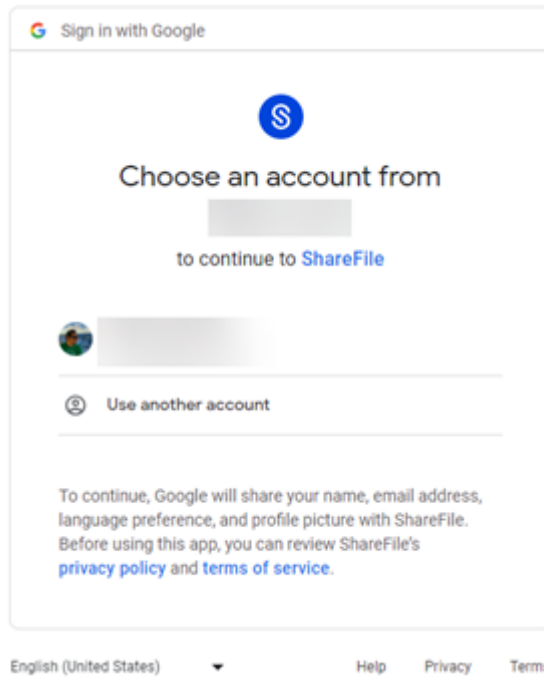 Sign in with Google
Choose an account from
to continue to ShareFile
Use another account
To continue, Google will share your name, email address,
language preference, and profile picture with ShareFile.
Before using this app, you can review ShareFile's
privacy policy and terms of service.
English (United States) Help Privacy Terms